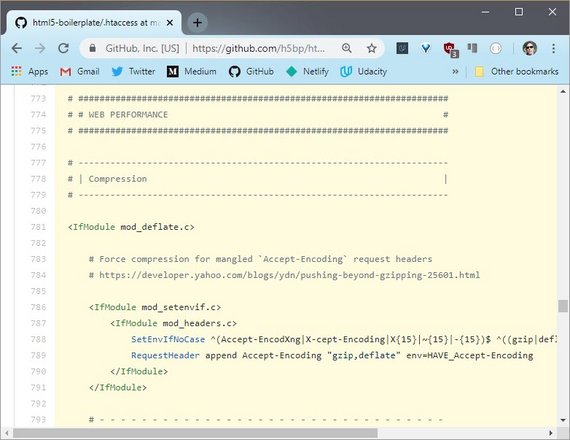 html5-boilerplate/.htaccess at ma
GitHub, Inc. [US] | https://github.com/h5bp/ht...
3
Apps Gmail Twitter Medium GitHub Netlify Udacity » Other bookmarks
773 # ######################################################################
774 # # WEB PERFORMANCE #
775 # ######################################################################
776
777 # ----------------------------------------------------------------------
778 # | Compression |
779 # ----------------------------------------------------------------------
780
781 <IfModule mod_deflate.c>
782
783 # Force compression for mangled `Accept-Encoding` request headers
784 # https://developer.yahoo.com/blogs/ydn/pushing-beyond-gzipping-25601.html
785
786 <IfModule mod_setenvif.c>
787 <IfModule mod_headers.c>
788 SetEnvIfNoCase ^(Accept-EncodXng|X-cept-Encoding|X{15}|~{15}|-{15})$ ^((gzip|defl
789 RequestHeader append Accept-Encoding "gzip,deflate" env=HAVE_Accept-Encoding
790 </IfModule>
791 </IfModule>
792
793 # - - - - - - - - - - - - - - - - - - - - - - - - - - - - - - - - -